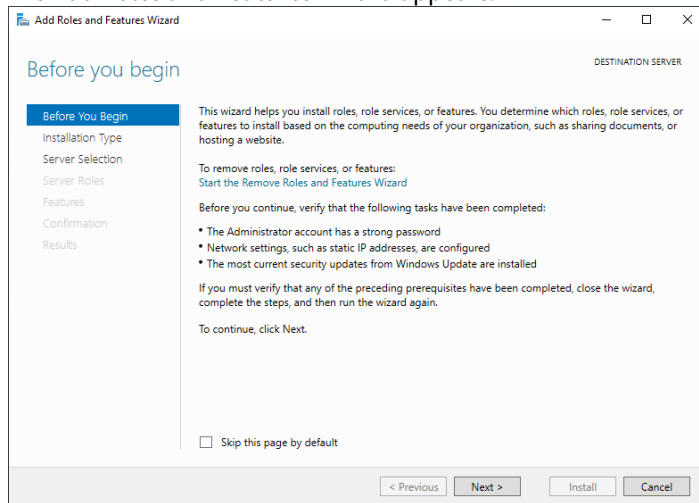 Add Roles and Features Wizard
Before you begin
DESTINATION SERVER
Before You Begin
Installation Type
Server Selection
Server Roles
Features
Confirmation
Results
This wizard helps you install roles, role services, or features. You determine which roles, role services, or
features to install based on the computing needs of your organization, such as sharing documents, or
hosting a website.
To remove roles, role services, or features:
Start the Remove Roles and Features Wizard
Before you continue, verify that the following tasks have been completed:
• The Administrator account has a strong password
• Network settings, such as static IP addresses, are configured
• The most current security updates from Windows Update are installed
If you must verify that any of the preceding prerequisites have been completed, close the wizard,
complete the steps, and then run the wizard again.
To continue, click Next.
Skip this page by default
< Previous
Next >
Install
Cancel